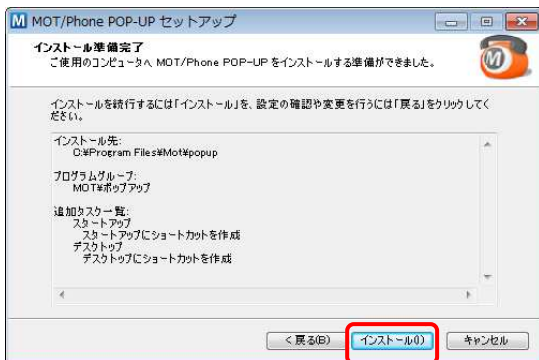 MOT/Phone POP-UP セットアップ
インストール準備完了
ご使用のコンピュータへ MOT/Phone POP-UP をインストールする準備ができました。
インストールを続行するには「インストール」を、設定の確認や変更を行うには「戻る」をクリックしてく
ださい。
インストール先:
C:¥Program Files¥Mot¥popup
プログラムグループ:
MOT¥ポップアップ
追加タスク一覧:
スタートアップ
スタートアップにショートカットを作成
デスクトップ
デスクトップにショートカットを作成
< 戻る(B)
インストール(I)
キャンセル